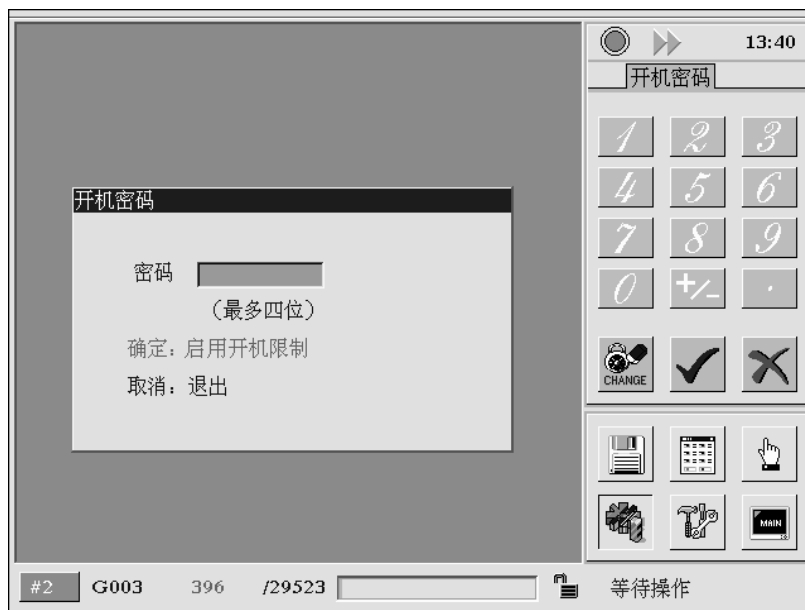 13:40
开机密码
1 2 3
4 5 6
7 8 9
0 +/- .
CHANGE
MAIN
开机密码
密码
（最多四位）
确定：启用开机限制
取消：退出
#2 G003 396 /29523 等待操作